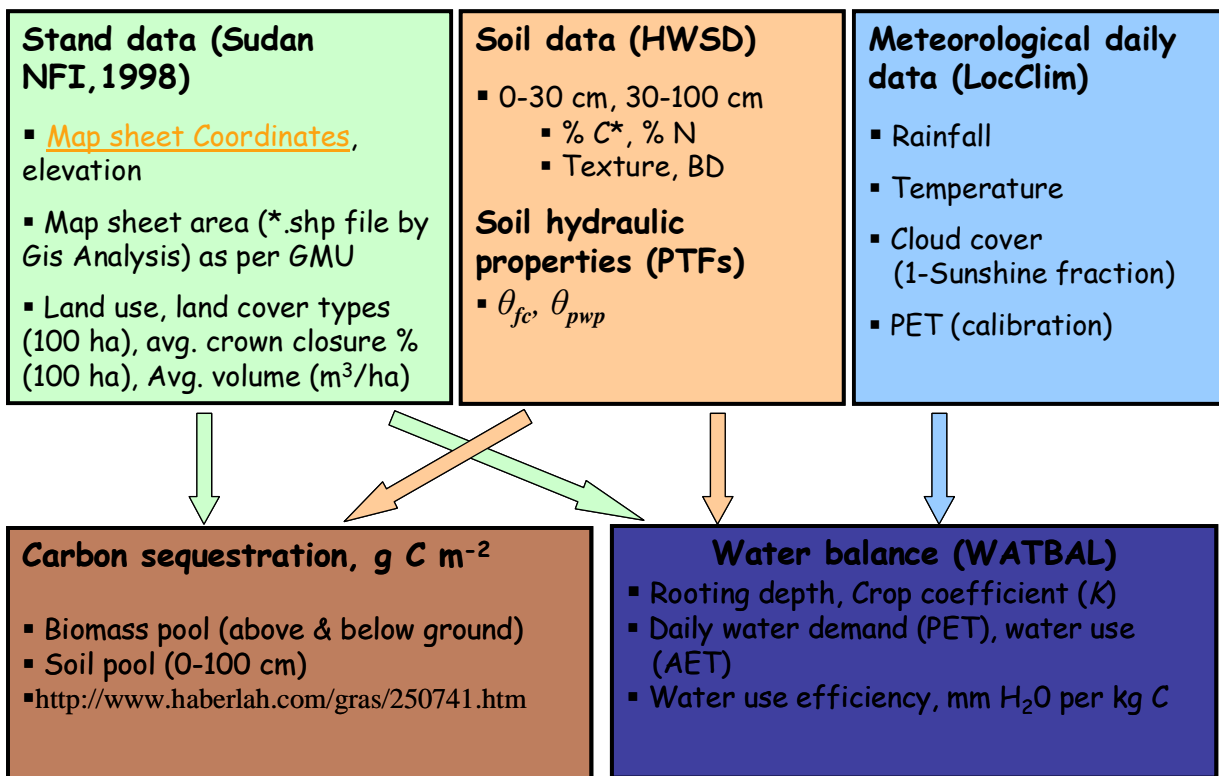 Stand data (Sudan
NFI,1998)
▪ Map sheet Coordinates,
elevation
▪ Map sheet area (*.shp file by
Gis Analysis) as per GMU
▪ Land use, land cover types
(100 ha), avg. crown closure %
(100 ha), Avg. volume (m³/ha)
Soil data (HWSD)
▪ 0-30 cm, 30-100 cm
▪ % C*, % N
▪ Texture, BD
Soil hydraulic
properties (PTFs)
▪ θfc, θpwp
Meteorological daily
data (LocClim)
▪ Rainfall
▪ Temperature
▪ Cloud cover
(1-Sunshine fraction)
▪ PET (calibration)
Carbon sequestration, g C m⁻²
▪ Biomass pool (above & below ground)
▪ Soil pool (0-100 cm)
▪http://www.haberlah.com/gras/250741.htm
Water balance (WATBAL)
▪ Rooting depth, Crop coefficient (K)
▪ Daily water demand (PET), water use
(AET)
▪ Water use efficiency, mm H₂0 per kg C